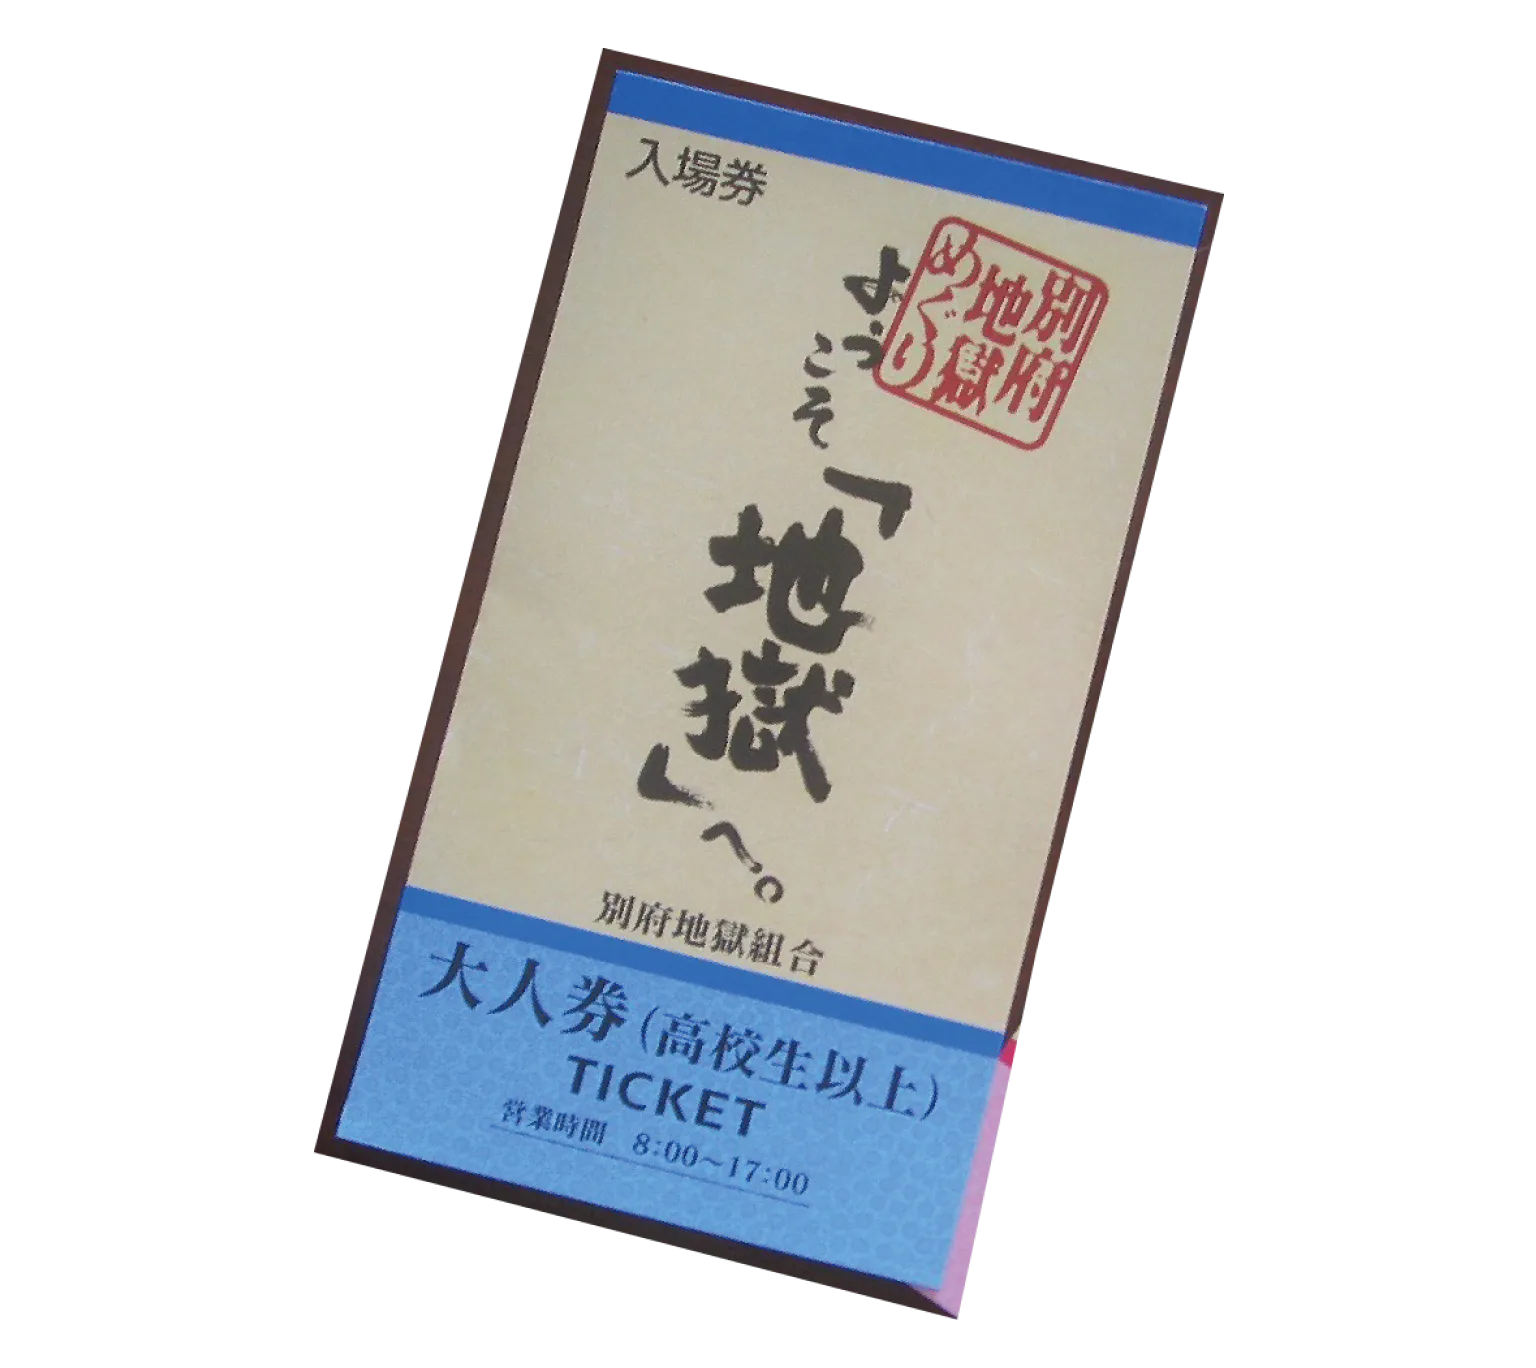 入場券
別府
地獄
めぐり
ようこそ
「地獄」へ。
別府地獄組合
大人券(高校生以上)
TICKET
営業時間 8:00~17:00